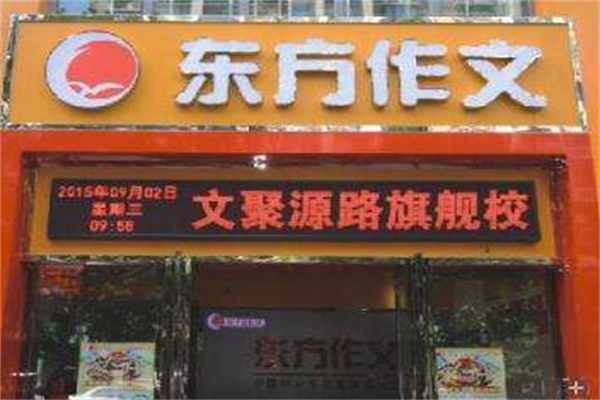 东方作文
2015年09月02日
星期三
09:56
文聚源路旗舰校
东方作文